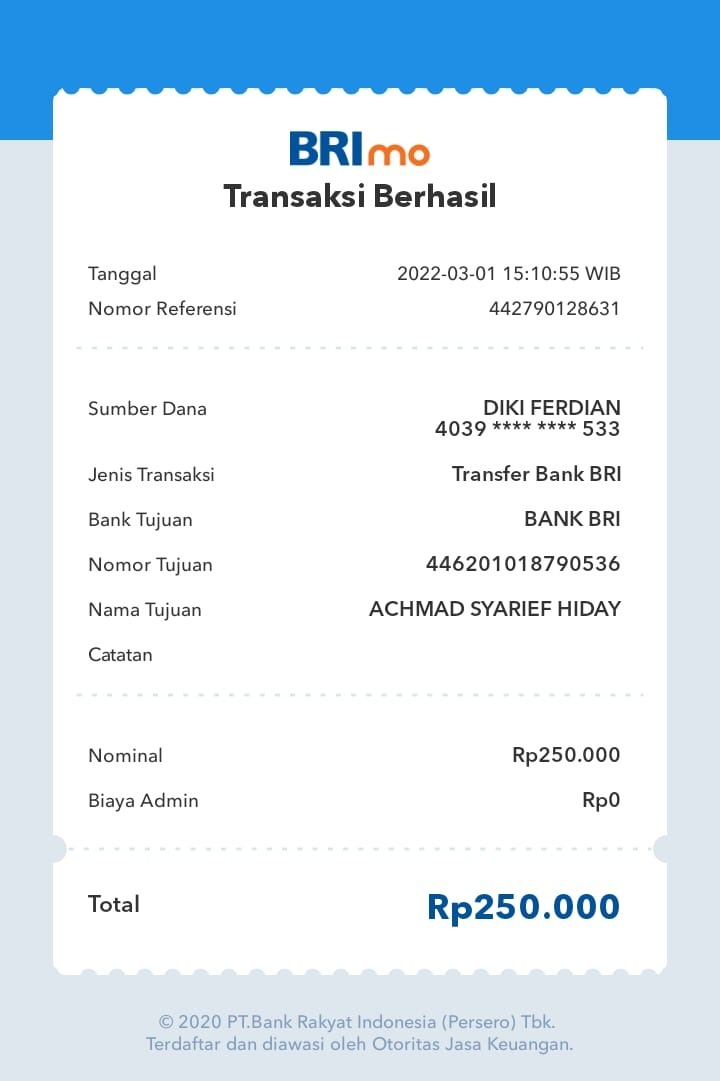 BRImo
Transaksi Berhasil
Tanggal 2022-03-01 15:10:55 WIB
Nomor Referensi 442790128631
Sumber Dana DIKI FERDIAN
4039 **** **** 533
Jenis Transaksi Transfer Bank BRI
Bank Tujuan BANK BRI
Nomor Tujuan 446201018790536
Nama Tujuan ACHMAD SYARIEF HIDAY
Catatan
Nominal Rp250.000
Biaya Admin Rp0
Total Rp250.000
© 2020 PT.Bank Rakyat Indonesia (Persero) Tbk.
Terdaftar dan diawasi oleh Otoritas Jasa Keuangan.